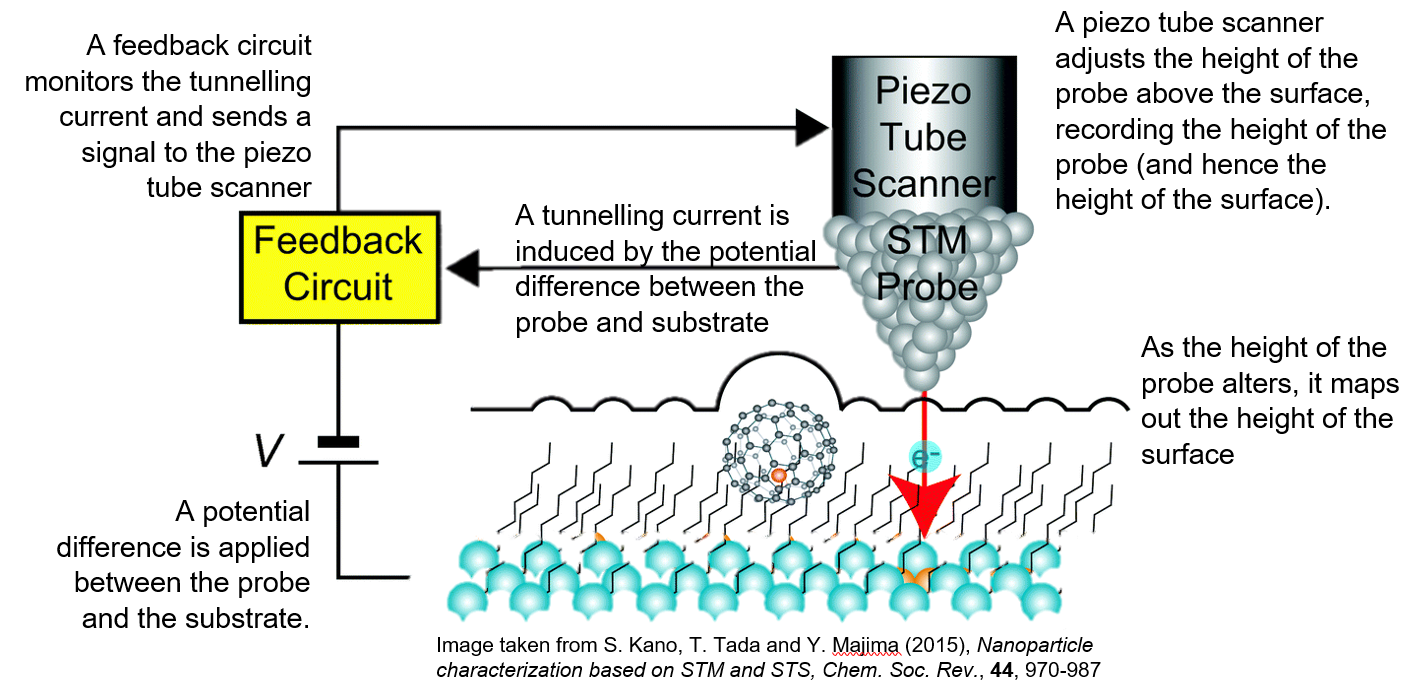 A feedback circuit
monitors the tunnelling
current and sends a
signal to the piezo
tube scanner
A piezo tube scanner
adjusts the height of the
probe above the surface,
recording the height of the
probe (and hence the
height of the surface).
Piezo
Tube
Scanner
STM
Probe
A tunnelling current is
induced by the potential
difference between the
probe and substrate
Feedback
Circuit
As the height of the
probe alters, it maps
out the height of the
surface
e-
V
A potential
difference is applied
between the probe
and the substrate.
Image taken from S. Kano, T. Tada and Y. Majima (2015), Nanoparticle
characterization based on STM and STS, Chem. Soc. Rev., 44, 970-987